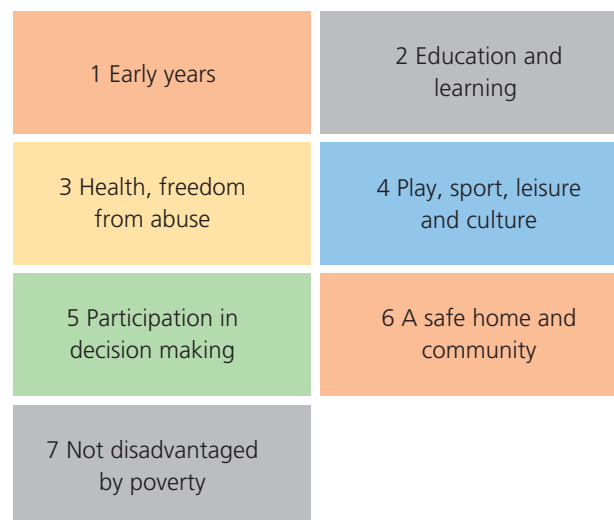 1 Early years
2 Education and
learning
3 Health, freedom
from abuse
4 Play, sport, leisure
and culture
5 Participation in
decision making
6 A safe home and
community
7 Not disadvantaged
by poverty